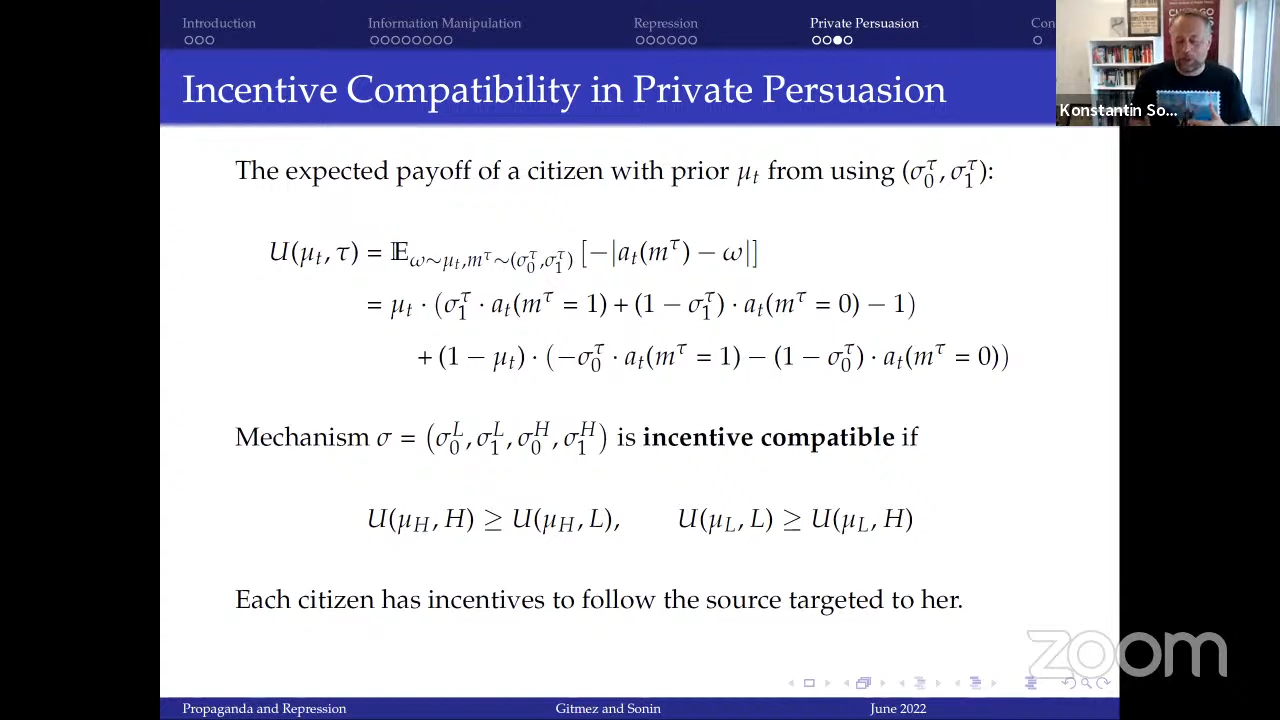 Introduction Information Manipulation Repression Private Persuasion Con
Incentive Compatibility in Private Persuasion
Konstantin So...
The expected payoff of a citizen with prior μ_t from using (σ_0^τ, σ_1^τ):
U(μ_t, τ) = 𝔼_{ω∼μ_t, m^τ∼(σ_0^τ, σ_1^τ)} [−|a_t(m^τ) − ω|]
= μ_t · (σ_1^τ · a_t(m^τ = 1) + (1 − σ_1^τ) · a_t(m^τ = 0) − 1)
+ (1 − μ_t) · (−σ_0^τ · a_t(m^τ = 1) − (1 − σ_0^τ) · a_t(m^τ = 0))
Mechanism σ = (σ_0^L, σ_1^L, σ_0^H, σ_1^H) is incentive compatible if
U(μ_H, H) ≥ U(μ_H, L), U(μ_L, L) ≥ U(μ_L, H)
Each citizen has incentives to follow the source targeted to her.
zoom
Propaganda and Repression Gitmez and Sonin June 2022